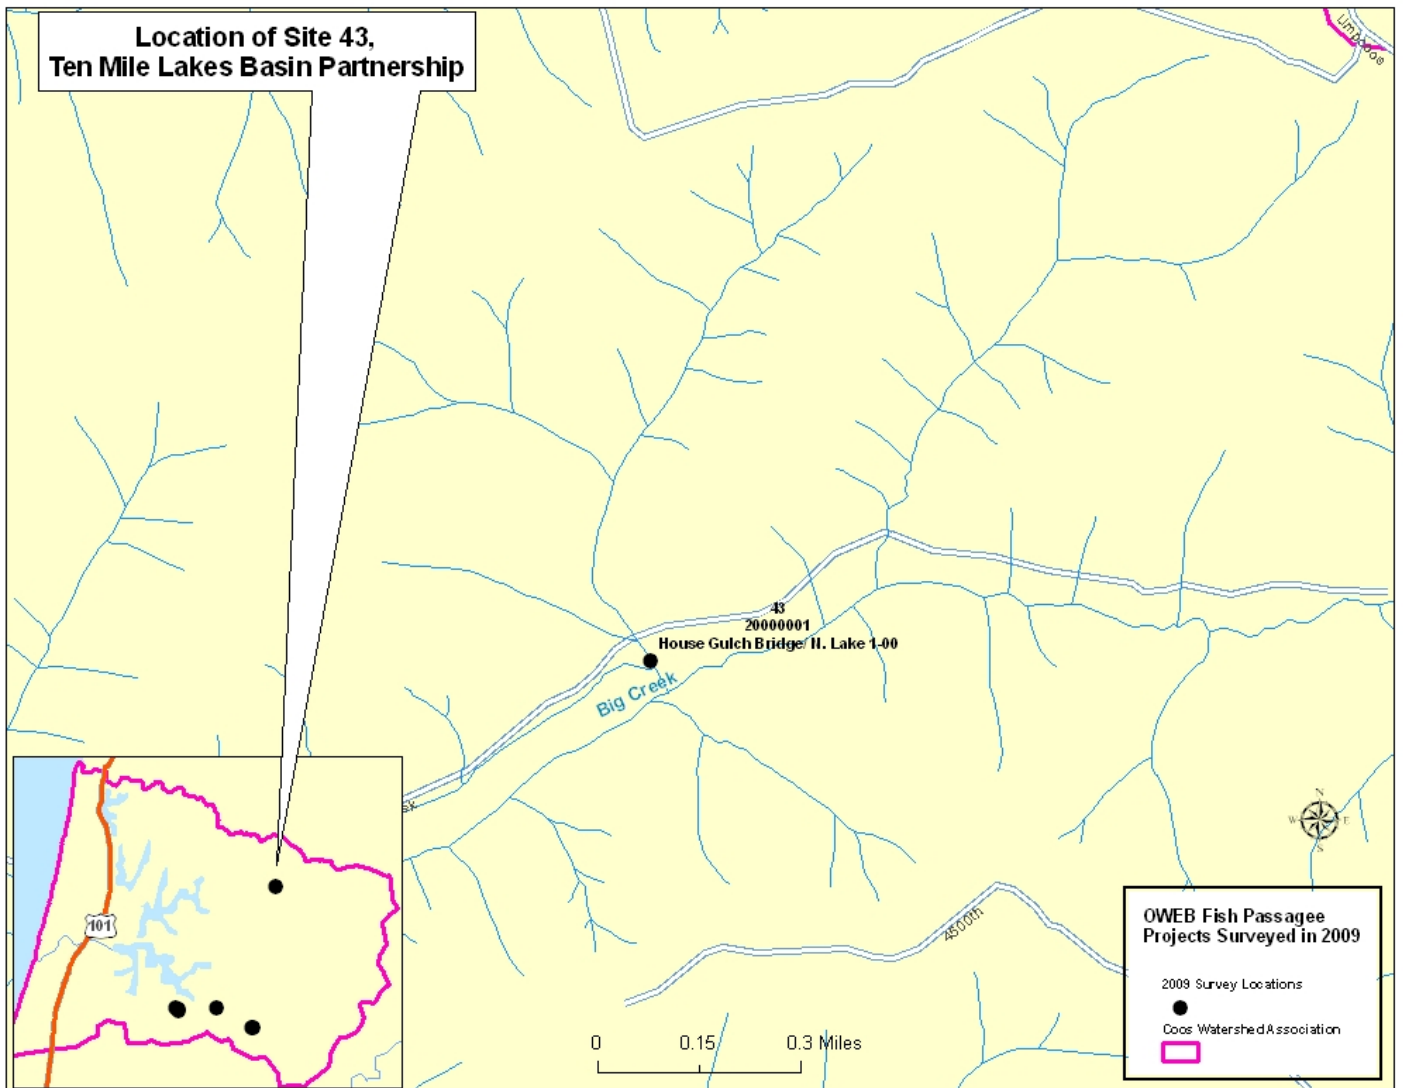 Location of Site 43,
Ten Mile Lakes Basin Partnership
Umpqua
43
20000001
House Gulch Bridge/ N. Lake 1-00
Big Creek
sk
4500th
101
N
W E
S
0 0.15 0.3 Miles
OWEB Fish Passagee
Projects Surveyed in 2009
2009 Survey Locations
Coos Watershed Association